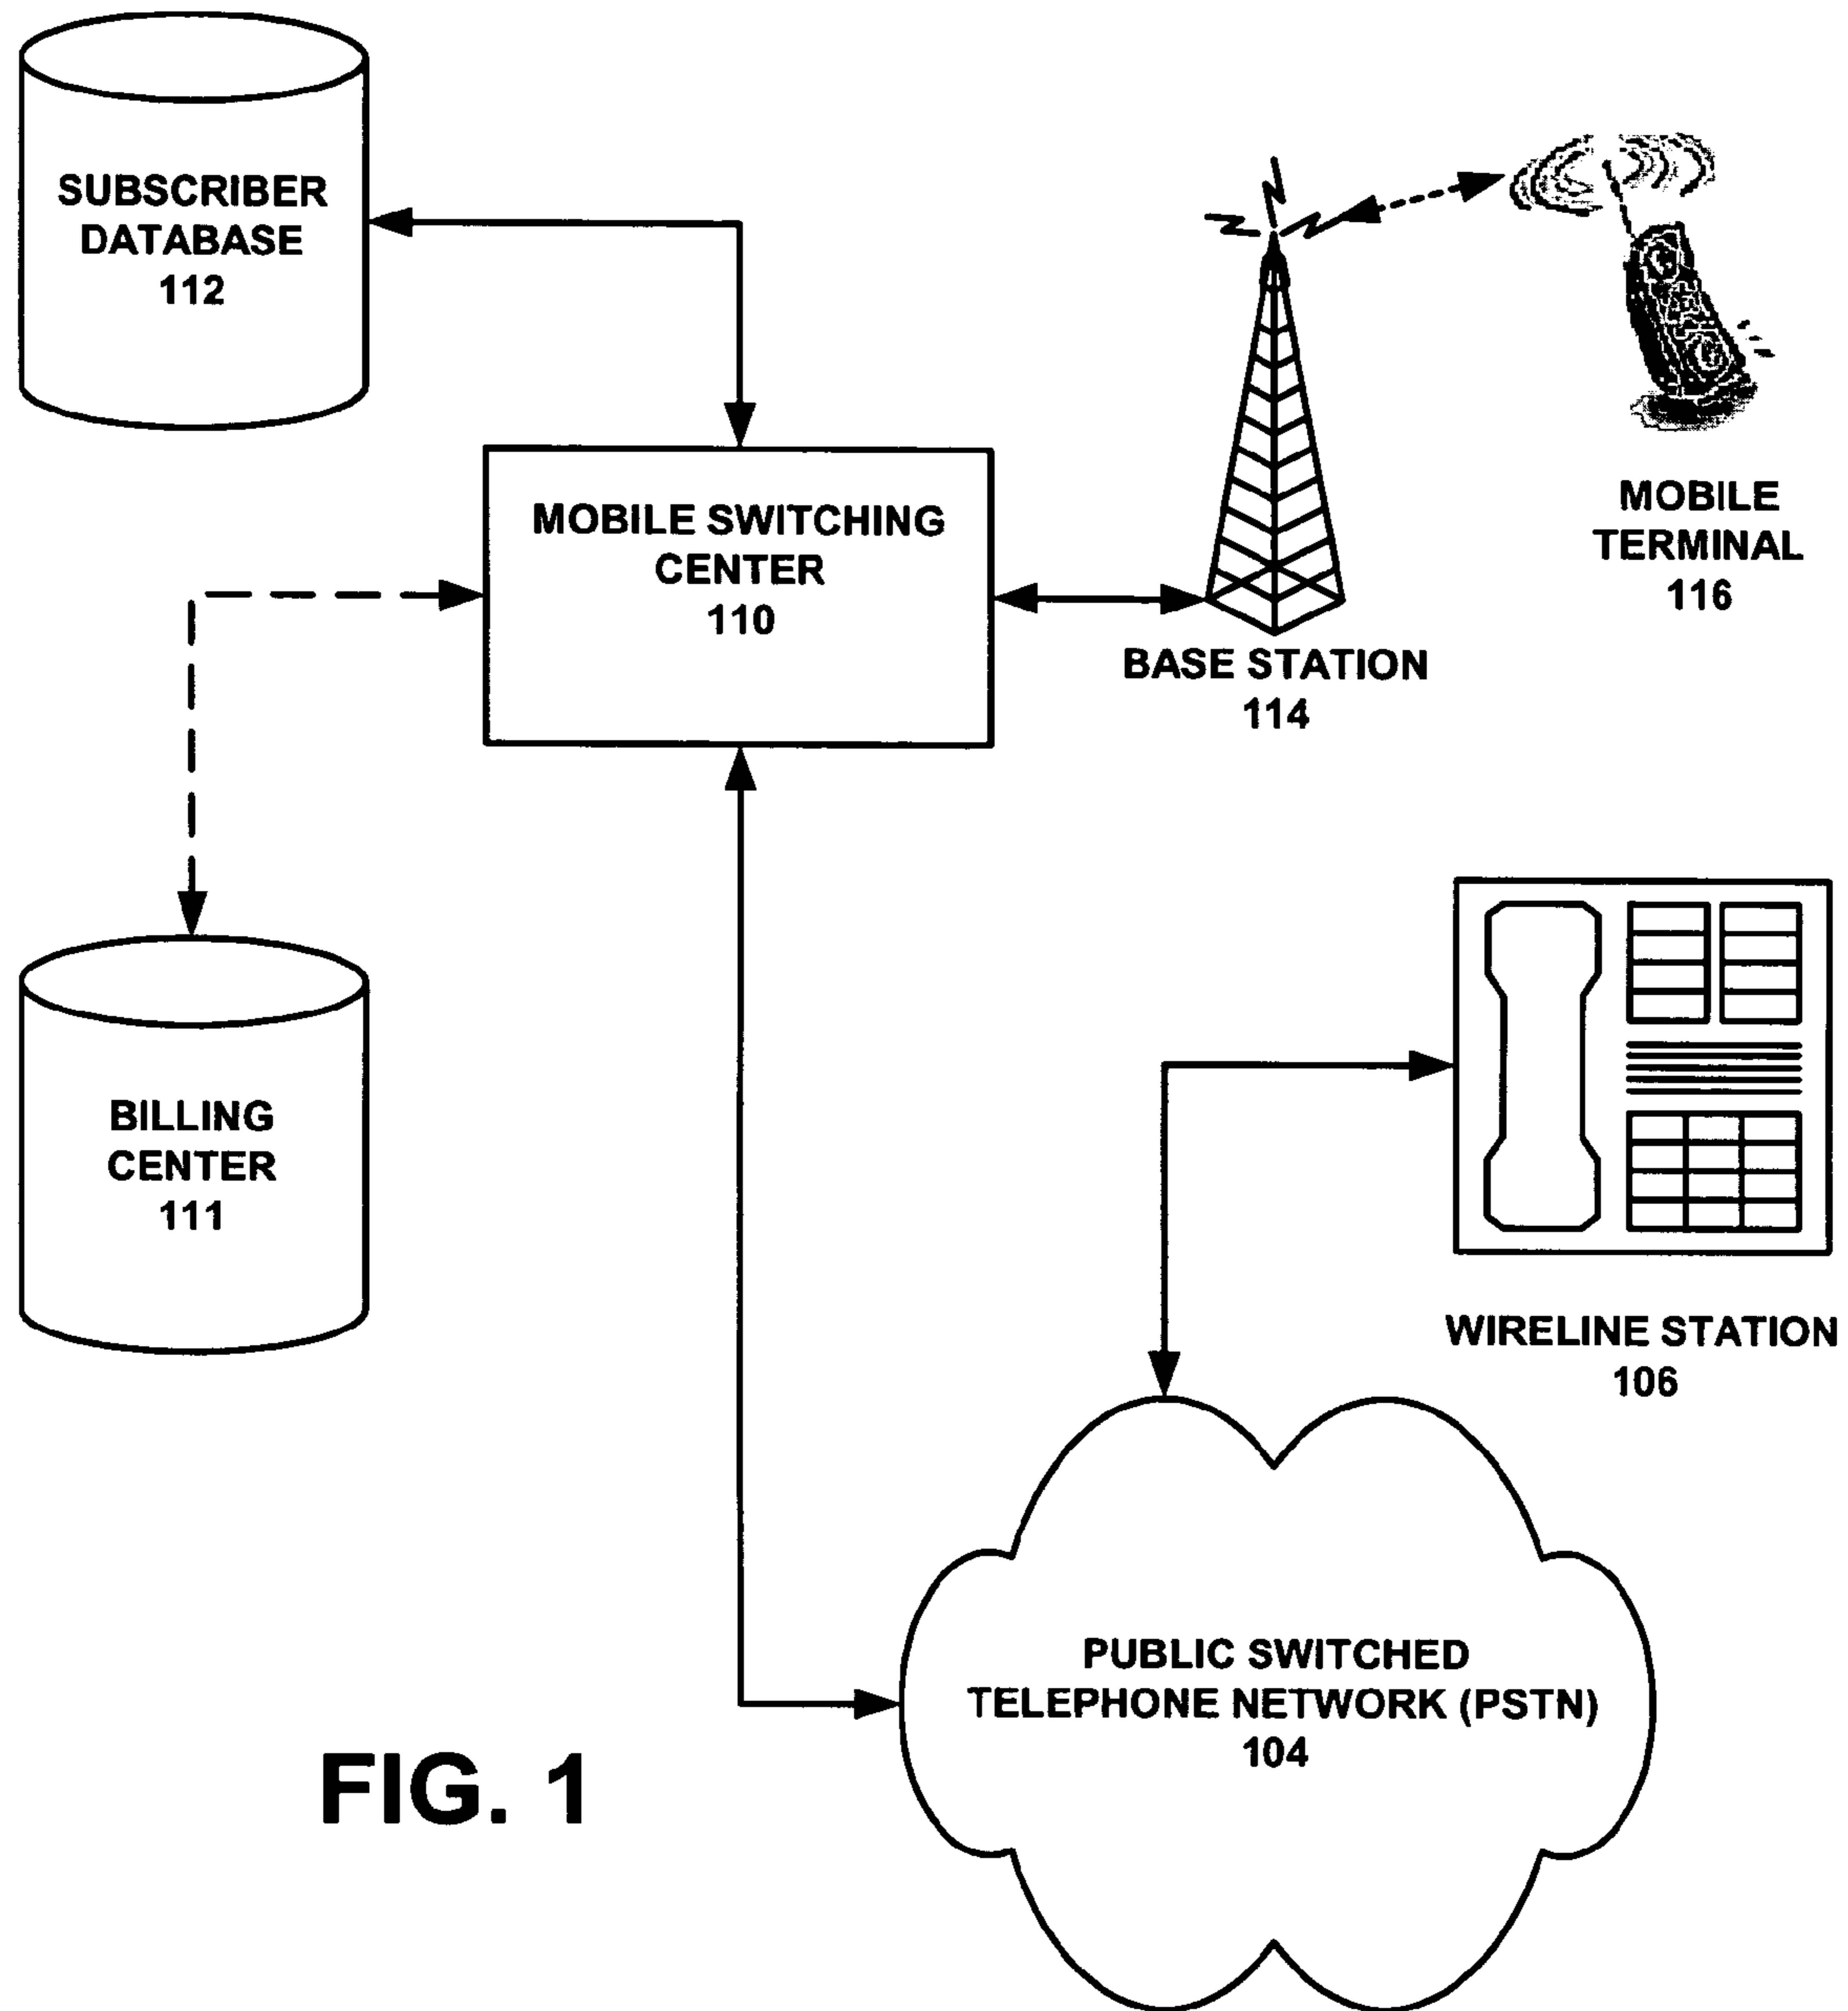 SUBSCRIBER
DATABASE
112
MOBILE SWITCHING
CENTER
110
MOBILE
TERMINAL
116
BASE STATION
114
BILLING
CENTER
111
WIRELINE STATION
106
PUBLIC SWITCHED
TELEPHONE NETWORK (PSTN)
104
FIG. 1